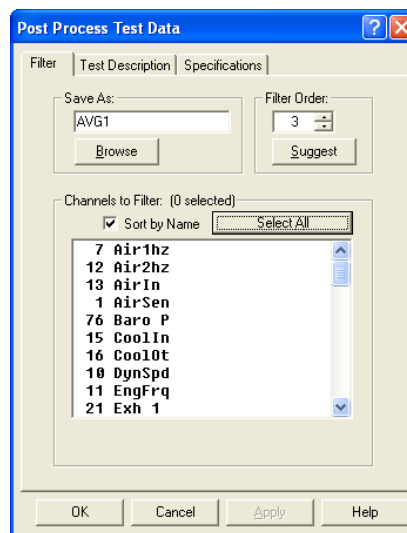 Post Process Test Data
Filter Test Description Specifications
Save As: Filter Order:
AVG1 3
Browse Suggest
Channels to Filter: (0 selected)
Sort by Name Select All
7 Air1hz
12 Air2hz
13 AirIn
1 AirSen
76 Baro P
15 CoolIn
16 CoolOt
10 DynSpd
11 EngFrq
21 Exh 1
OK Cancel Apply Help